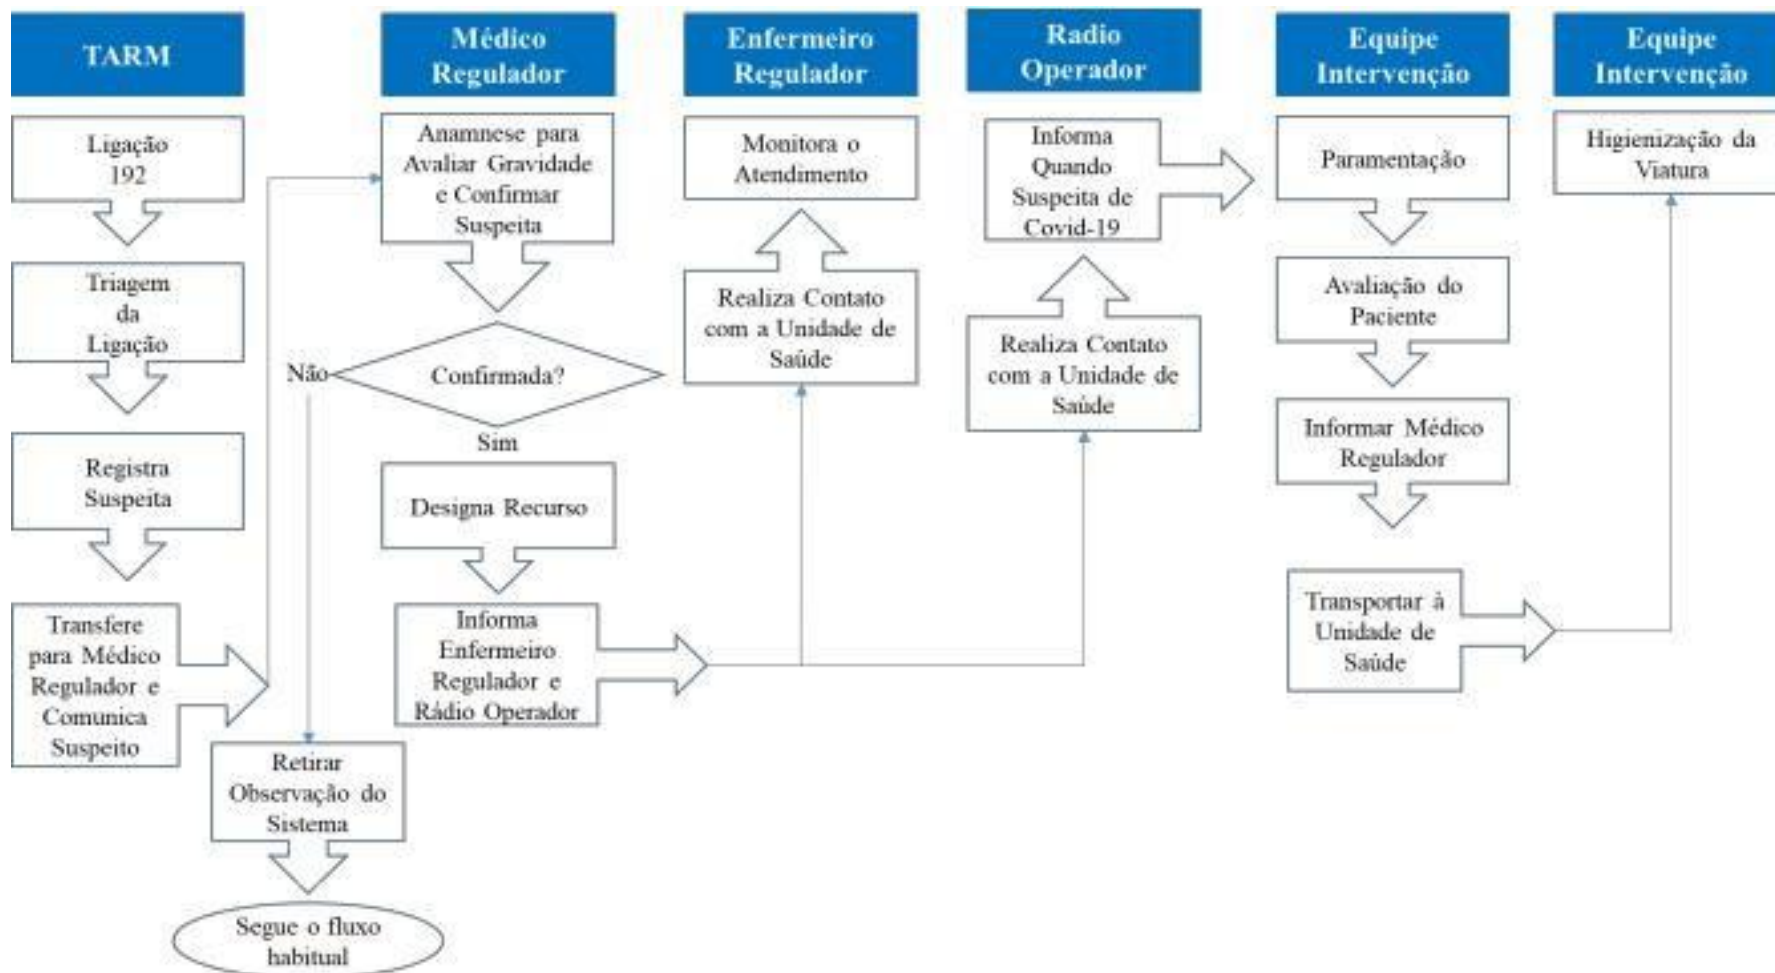 TARM
Ligação
192
Triagem
da
Ligação
Registra
Suspeita
Transfere
para Médico
Regulador e
Comunica
Suspeito
Médico
Regulador
Anamnese para
Avaliar Gravidade
e Confirmar
Suspeita
Não
Confirmada?
Sim
Designa Recurso
Informa
Enfermeiro
Regulador e
Rádio Operador
Retirar
Observação do
Sistema
Segue o fluxo
habitual
Enfermeiro
Regulador
Monitora o
Atendimento
Realiza Contato
com a Unidade de
Saúde
Radio
Operador
Informa
Quando
Suspeita de
Covid-19
Realiza Contato
com a Unidade de
Saúde
Equipe
Intervenção
Paramentação
Avaliação do
Paciente
Informar Médico
Regulador
Transportar à
Unidade de
Saúde
Equipe
Intervenção
Higienização da
Viatura